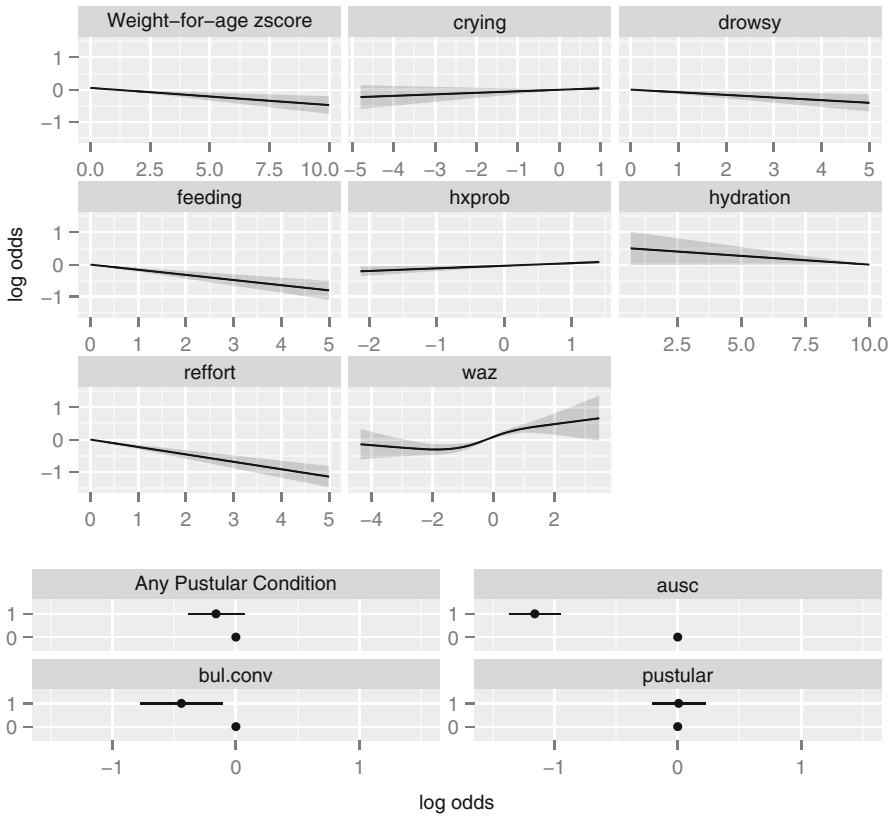 Weight−for−age zscore crying drowsy
1
0
−1
0.0 2.5 5.0 7.5 10.0 −5 −4 −3 −2 −1 0 1 0 1 2 3 4 5
feeding hxprob hydration
1
0
−1
0 1 2 3 4 5 −2 −1 0 1 2.5 5.0 7.5 10.0
log odds
reffort waz
1
0
−1
0 1 2 3 4 5 −4 −2 0 2
Any Pustular Condition ausc
1 1
0 0
bul.conv pustular
1 1
0 0
−1 0 1 −1 0 1
log odds